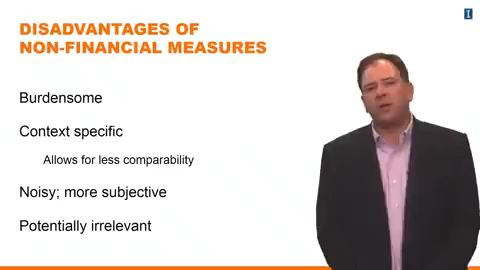 DISADVANTAGES OF
NON-FINANCIAL MEASURES
Burdensome
Context specific
Allows for less comparability
Noisy; more subjective
Potentially irrelevant
I